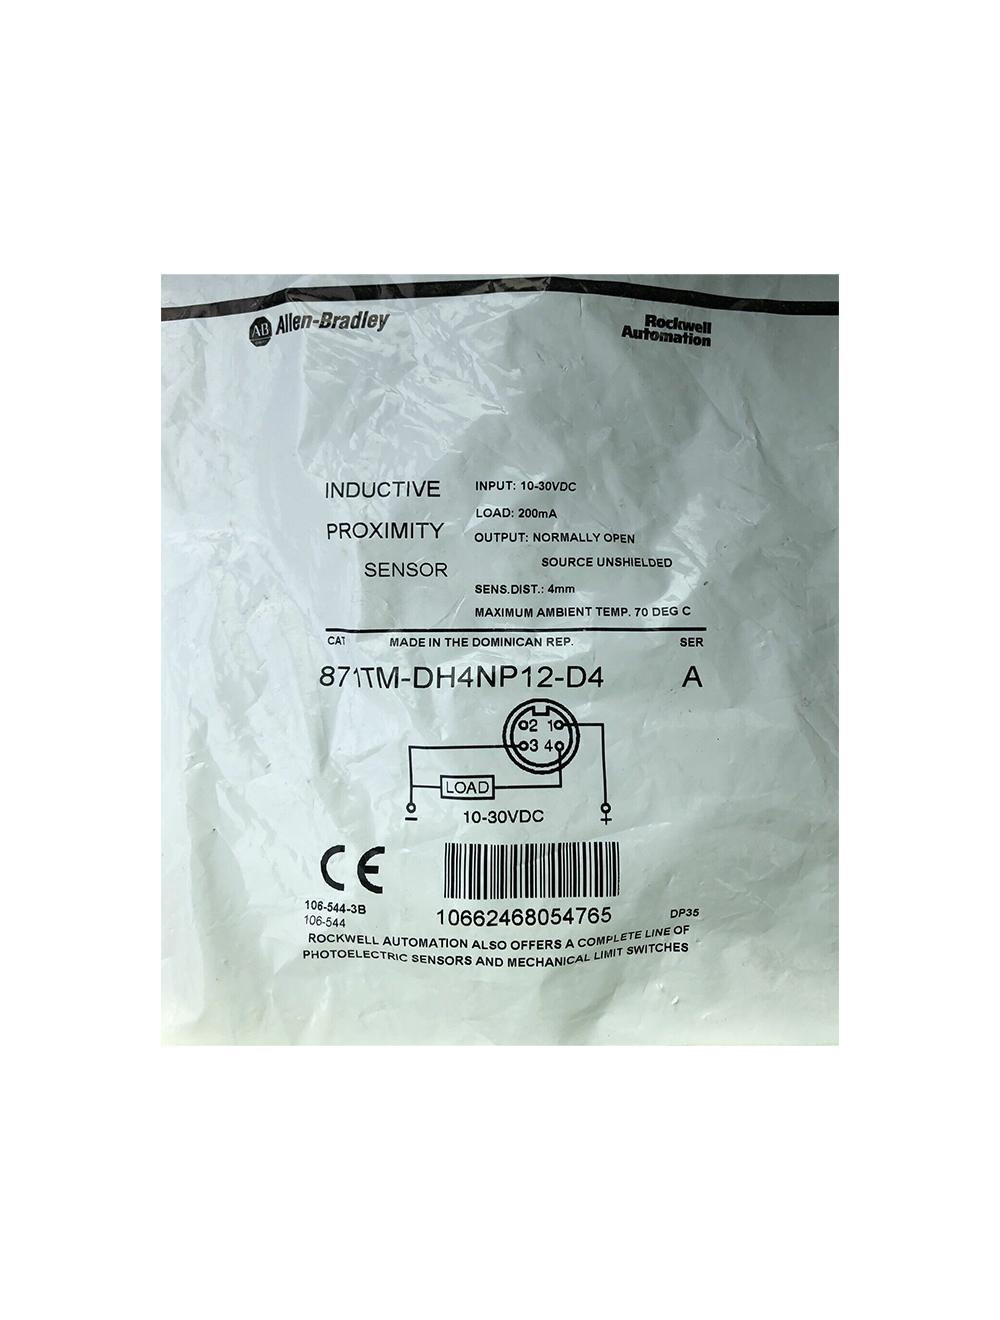 AB Allen-Bradley
Rockwell
Automation
INDUCTIVE
PROXIMITY
SENSOR
INPUT: 10-30VDC
LOAD: 200mA
OUTPUT: NORMALLY OPEN
SOURCE UNSHIELDED
SENS.DIST.: 4mm
MAXIMUM AMBIENT TEMP. 70 DEG C
CAT MADE IN THE DOMINICAN REP. SER
871TM-DH4NP12-D4 A
2 1
3 4
LOAD
- 10-30VDC +
CE
10662468054765
106-544-3B
106-544
DP35
ROCKWELL AUTOMATION ALSO OFFERS A COMPLETE LINE OF
PHOTOELECTRIC SENSORS AND MECHANICAL LIMIT SWITCHES